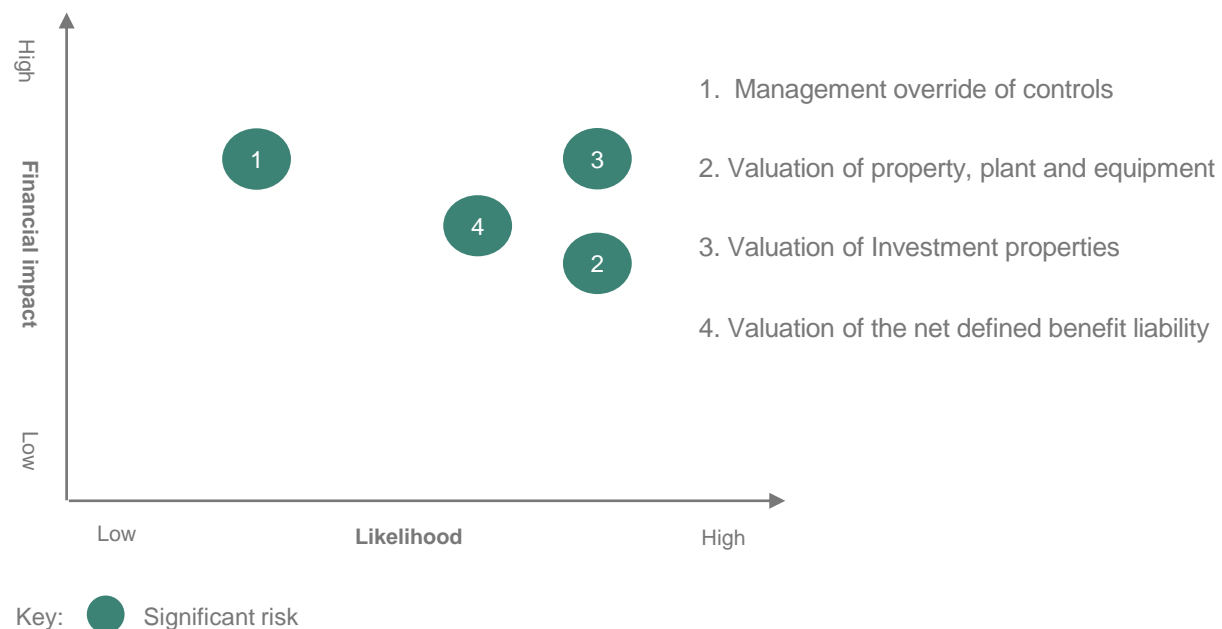 High
1. Management override of controls
1
3
Financial impact
2. Valuation of property, plant and equipment
4
2
3. Valuation of Investment properties
4. Valuation of the net defined benefit liability
Low
Low
Likelihood
High
Key:
Significant risk